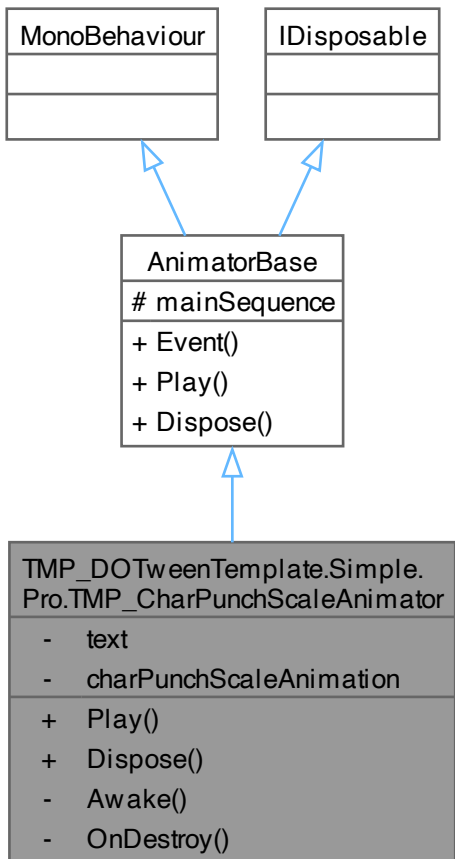 MonoBehaviour
IDisposable
AnimatorBase
# mainSequence
+ Event()
+ Play()
+ Dispose()
TMP_DOTweenTemplate.Simple.
Pro.TMP_CharPunchScaleAnimator
- text
- charPunchScaleAnimation
+ Play()
+ Dispose()
- Awake()
- OnDestroy()